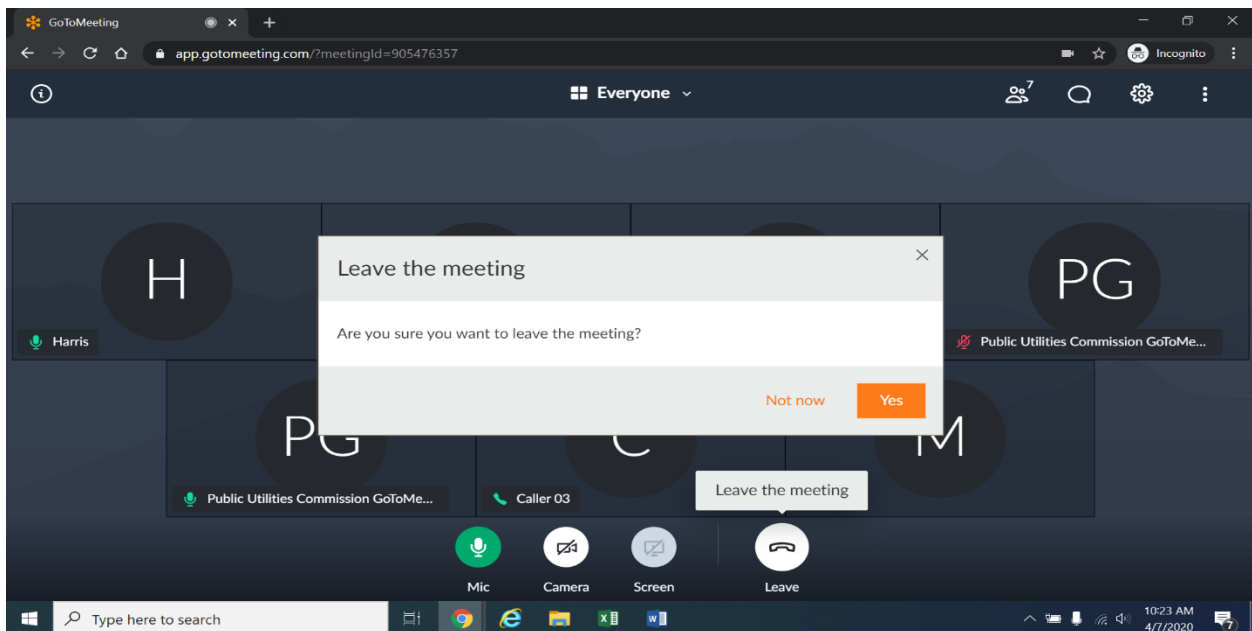 GoToMeeting
app.gotomeeting.com/?meetingId=905476357
Incognito
Everyone
7
H
PG
Harris
Public Utilities Commission GoToMe...
Leave the meeting
Are you sure you want to leave the meeting?
Not now
Yes
PG
C
M
Public Utilities Commission GoToMe...
Caller 03
Leave the meeting
Mic
Camera
Screen
Leave
Type here to search
10:23 AM
4/7/2020
7